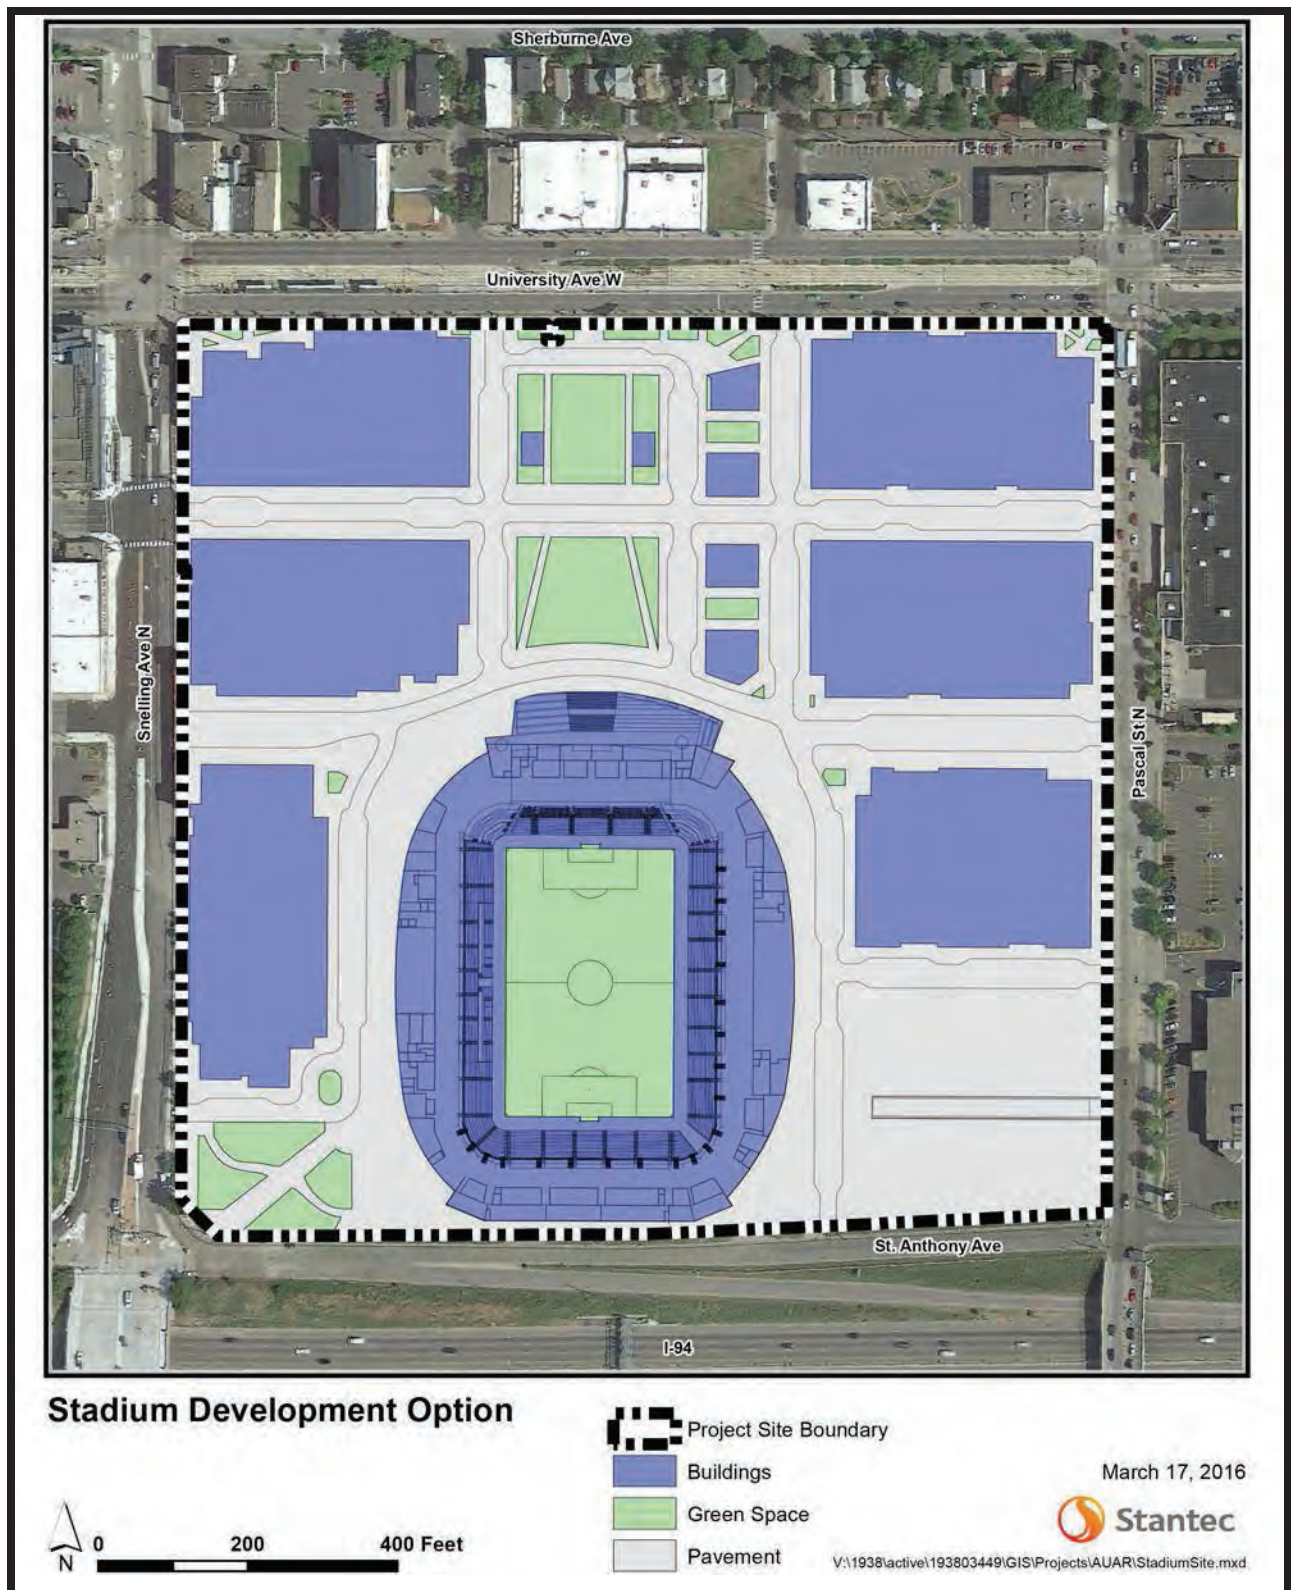 Sherburne Ave
University Ave W
Snelling Ave N
Pascal St N
St. Anthony Ave
I-94
Stadium Development Option
Project Site Boundary
Buildings
Green Space
Pavement
March 17, 2016
Stantec
N
0 200 400 Feet
V:\1938\active\193803449\GIS\Projects\AUAR\StadiumSite.mxd